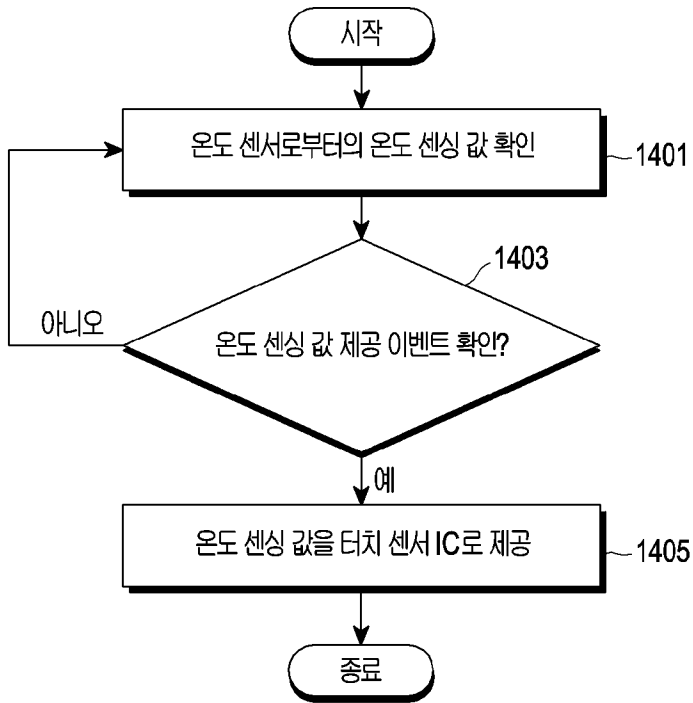 시작
온도 센서로부터의 온도 센싱 값 확인
1401
1403
아니오
온도 센싱 값 제공 이벤트 확인?
예
온도 센싱 값을 터치 센서 IC로 제공
1405
종료